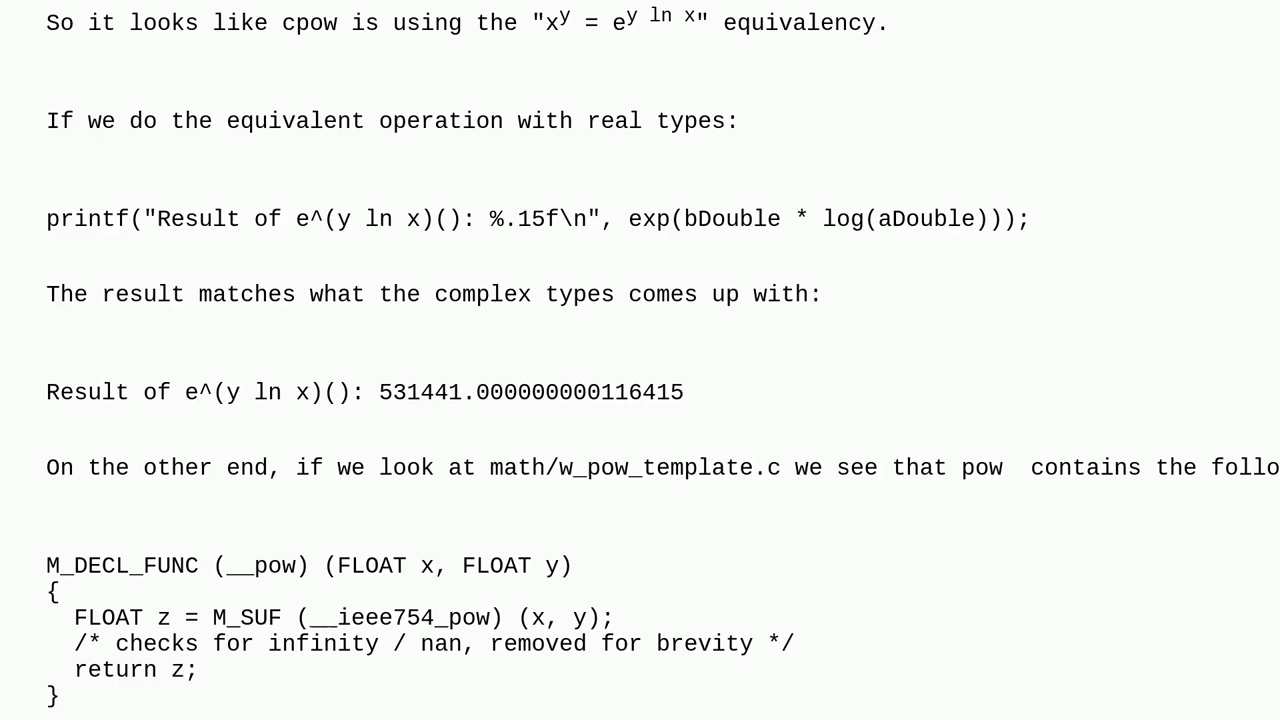 So it looks like cpow is using the "x^y = e^y ln x" equivalency.
If we do the equivalent operation with real types:
printf("Result of e^(y ln x)(): %.15f\n", exp(bDouble * log(aDouble)));
The result matches what the complex types comes up with:
Result of e^(y ln x)(): 531441.000000000116415
On the other end, if we look at math/w_pow_template.c we see that pow  contains the follo
M_DECL_FUNC (__pow) (FLOAT x, FLOAT y)
{
  FLOAT z = M_SUF (__ieee754_pow) (x, y);
  /* checks for infinity / nan, removed for brevity */
  return z;
}